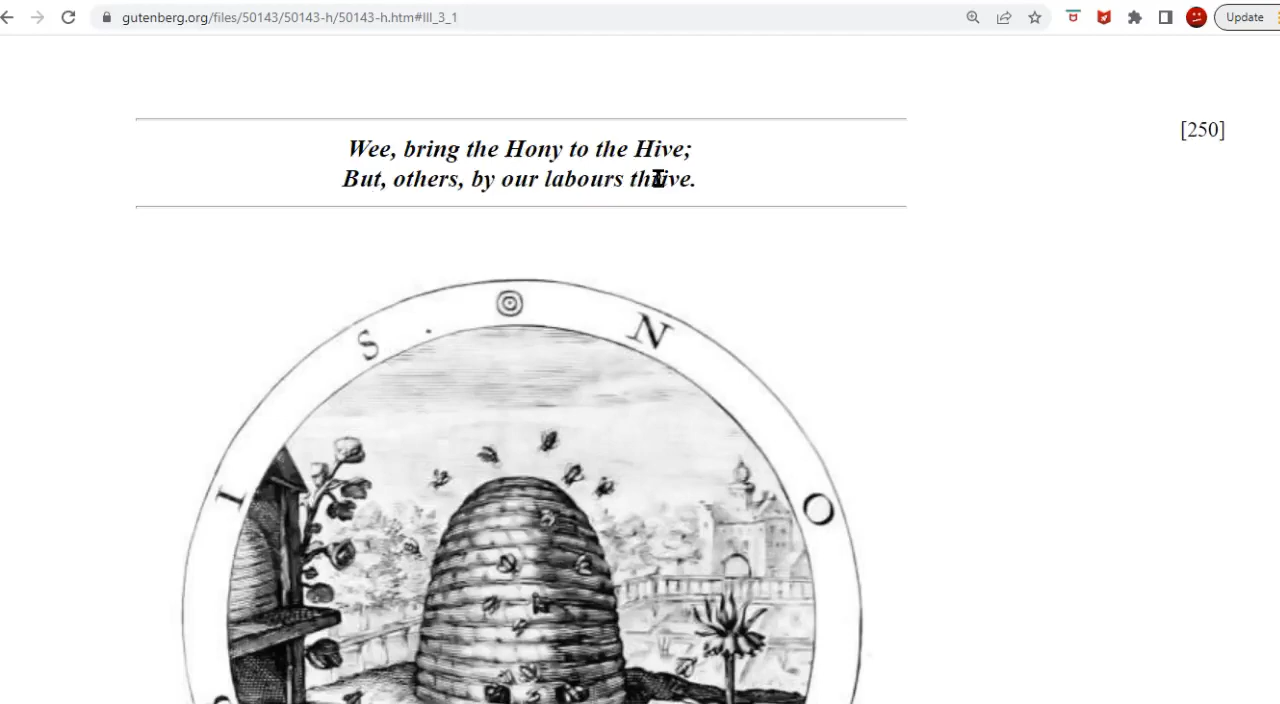 gutenberg.org/files/50143/50143-h/50143-h.htm#III_3_1
Update
[250]
Wee, bring the Hony to the Hive;
But, others, by our labours thrive.
I S . N O